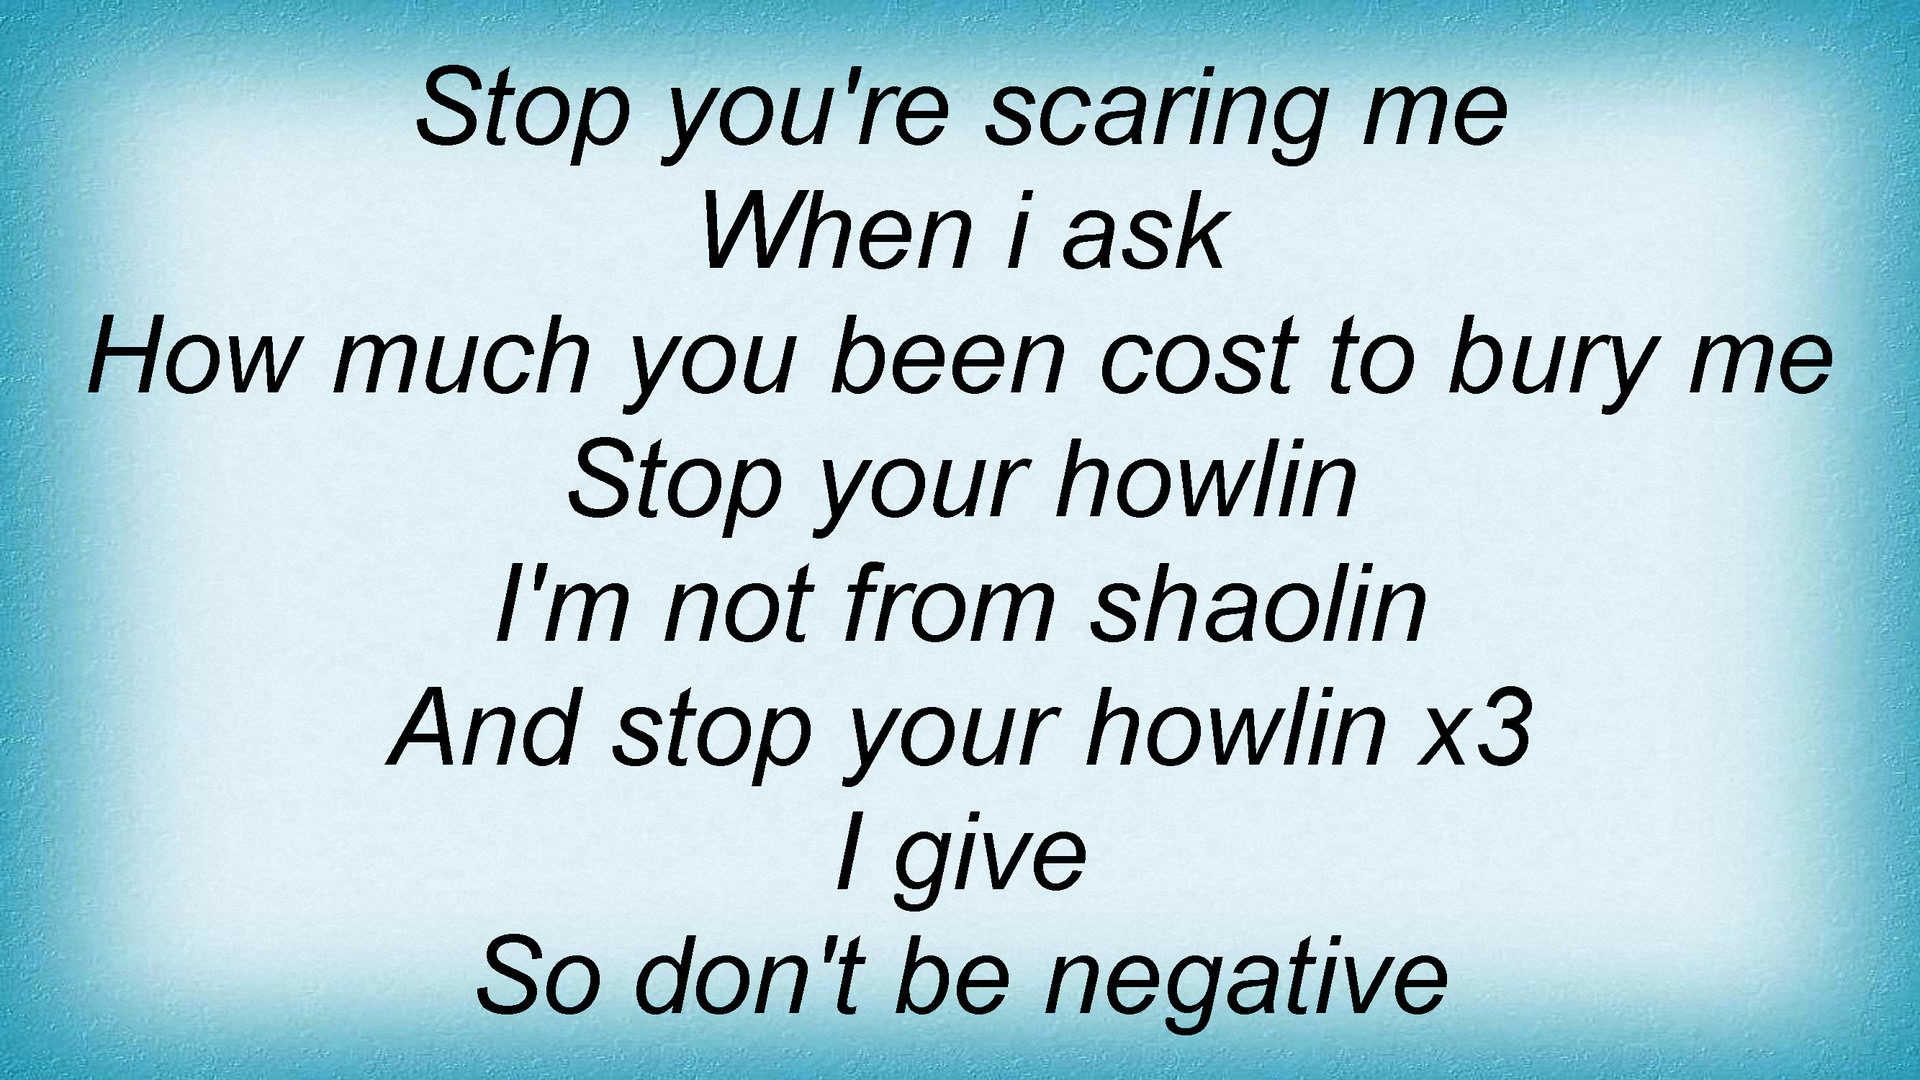 Stop you're scaring me
When i ask
How much you been cost to bury me
Stop your howlin
I'm not from shaolin
And stop your howlin x3
I give
So don't be negative